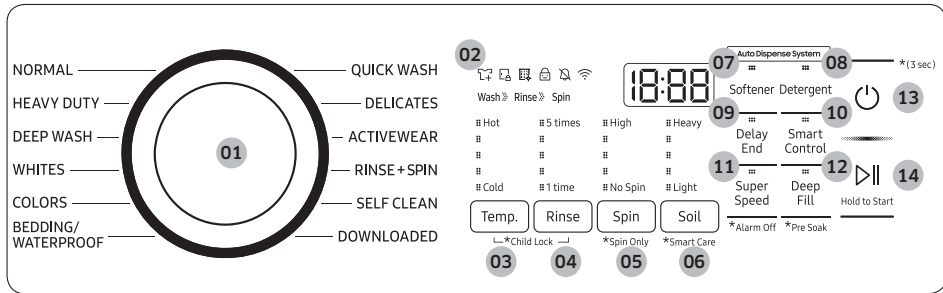 NORMAL
HEAVY DUTY
DEEP WASH
WHITES
COLORS
BEDDING/
WATERPROOF
01
QUICK WASH
DELICATES
ACTIVEWEAR
RINSE+SPIN
SELF CLEAN
DOWNLOADED
02
Wash》 Rinse》 Spin
18:88
Hot 5 times High Heavy
Cold 1 time No Spin Light
Temp. Rinse Spin Soil
*Child Lock *Spin Only *Smart Care
03 04 05 06
Auto Dispense System
07 08
Softener Detergent
09 10
Delay
End
Smart
Control
11 12
Super
Speed
Deep
Fill
*Alarm Off *Pre Soak
*(3 sec)
13
14
Hold to Start